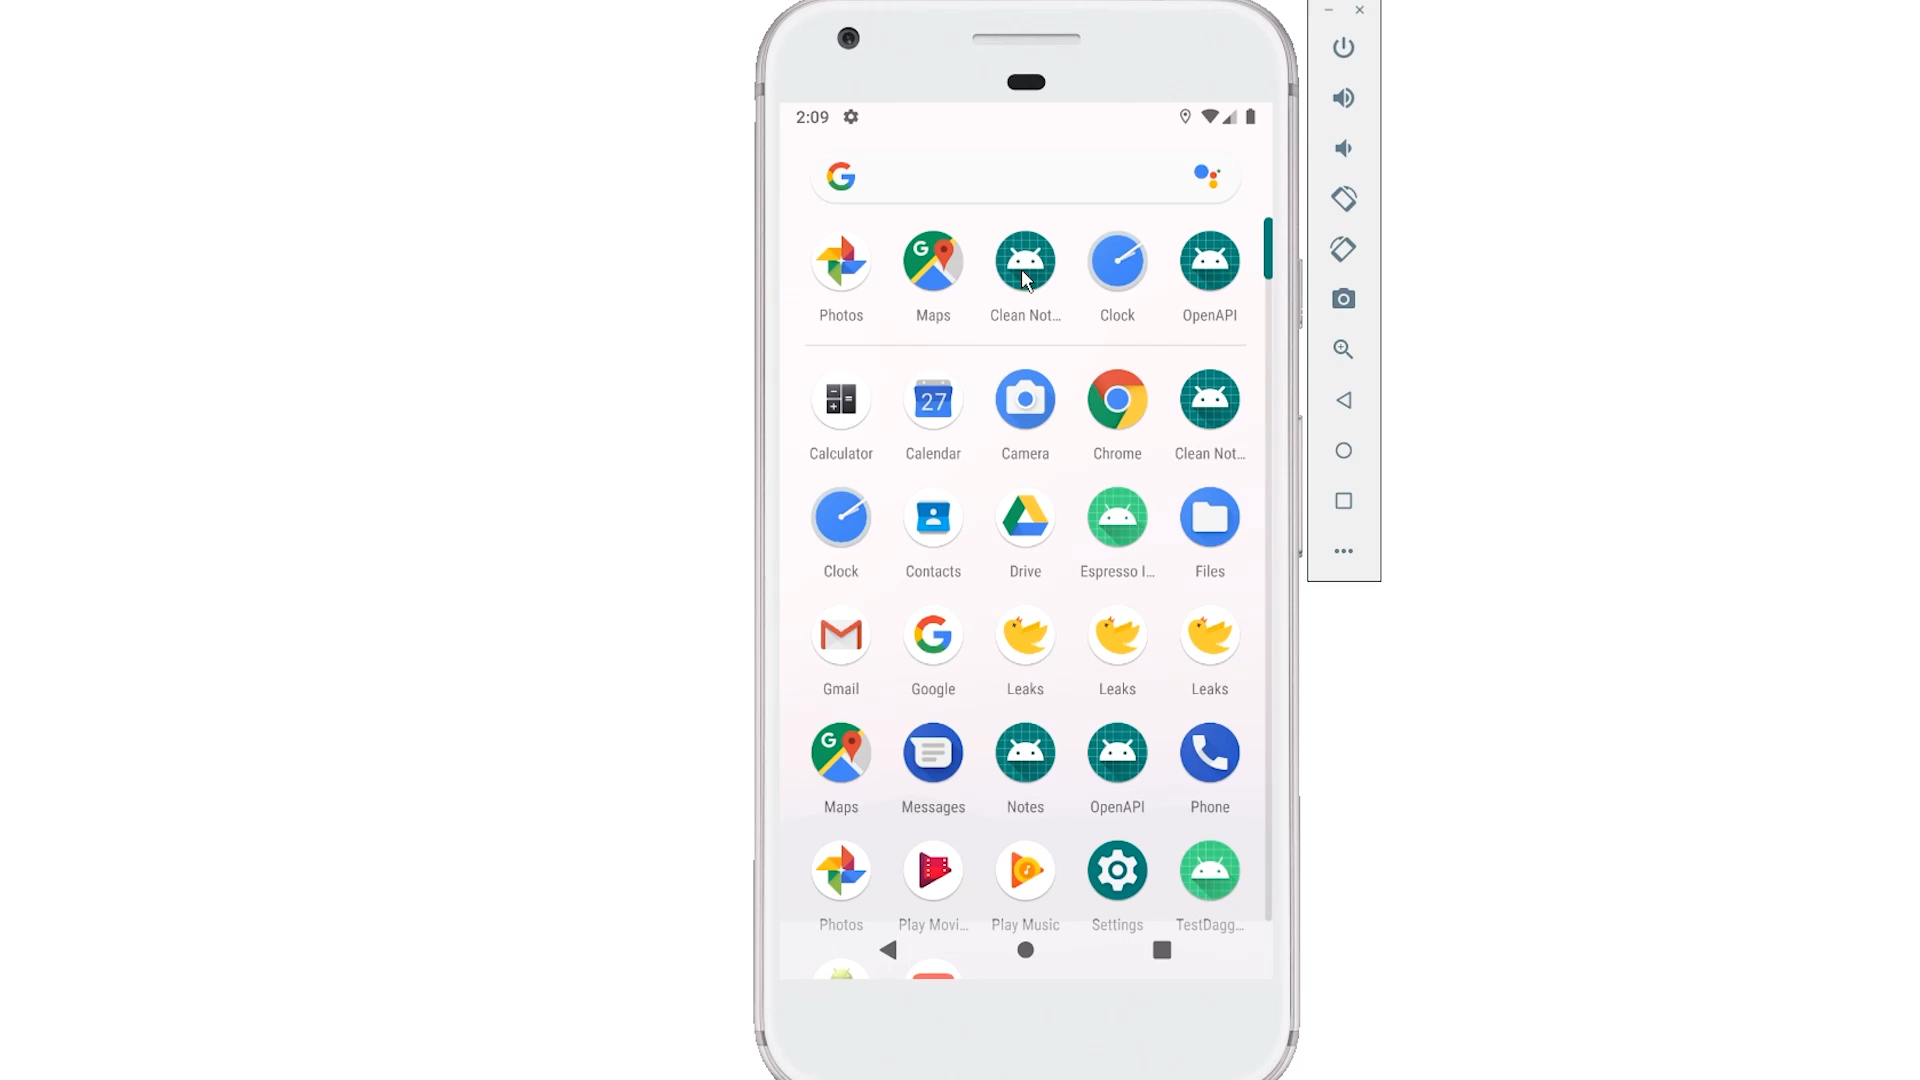 2:09
Photos Maps Clean Not... Clock OpenAPI
27
Calculator Calendar Camera Chrome Clean Not...
Clock Contacts Drive Espresso I... Files
Gmail Google Leaks Leaks Leaks
Maps Messages Notes OpenAPI Phone
Photos Play Movi... Play Music Settings TestDagg...